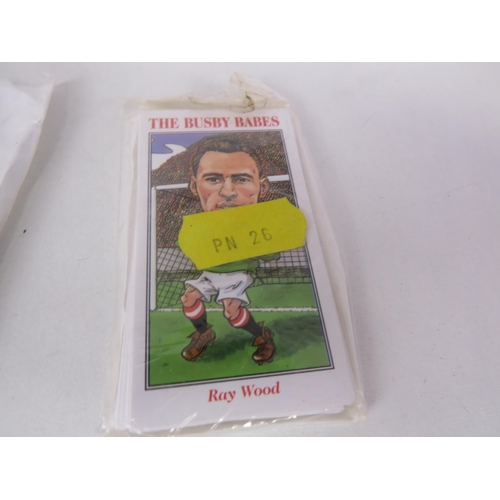 THE BUSBY BABES
PN 26
Ray Wood